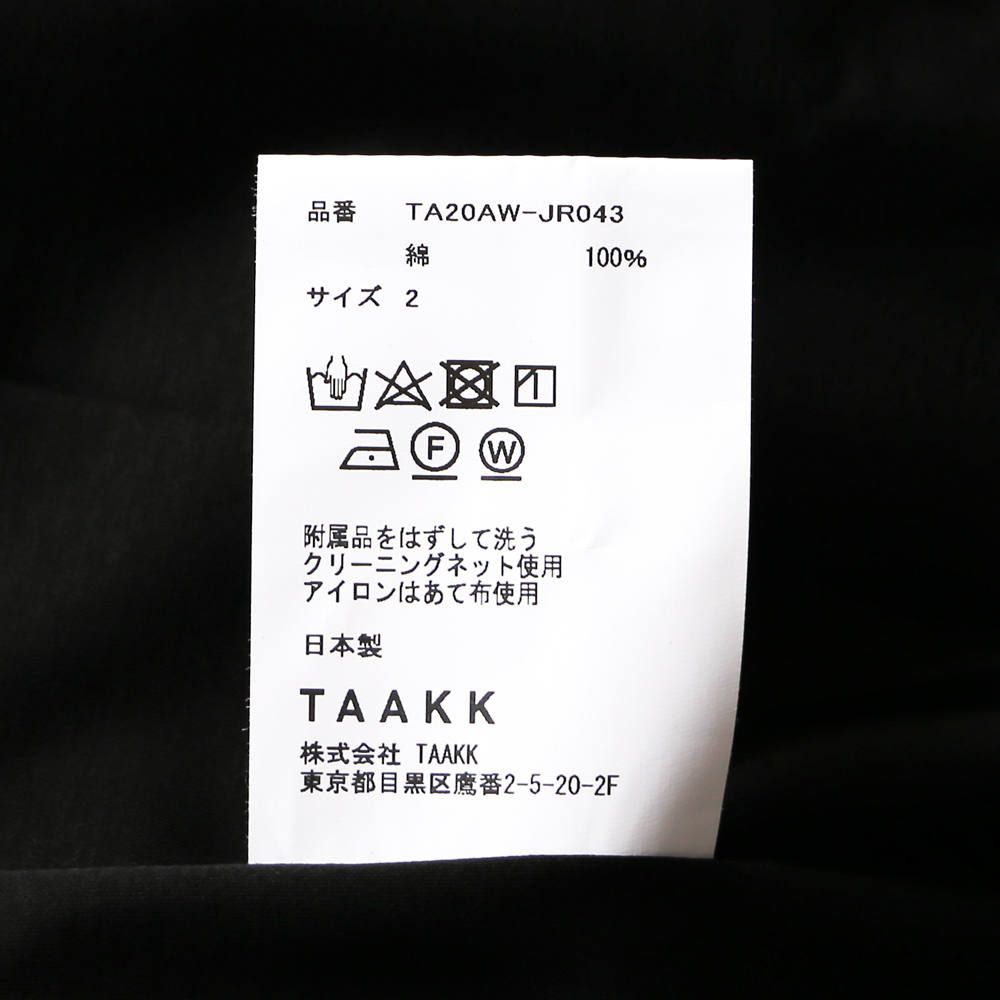 品番 TA20AW-JR043
綿 100%
サイズ 2
F W
附属品をはずして洗う
クリーニングネット使用
アイロンはあて布使用
日本製
TAAKK
株式会社 TAAKK
東京都目黒区鷹番2-5-20-2F